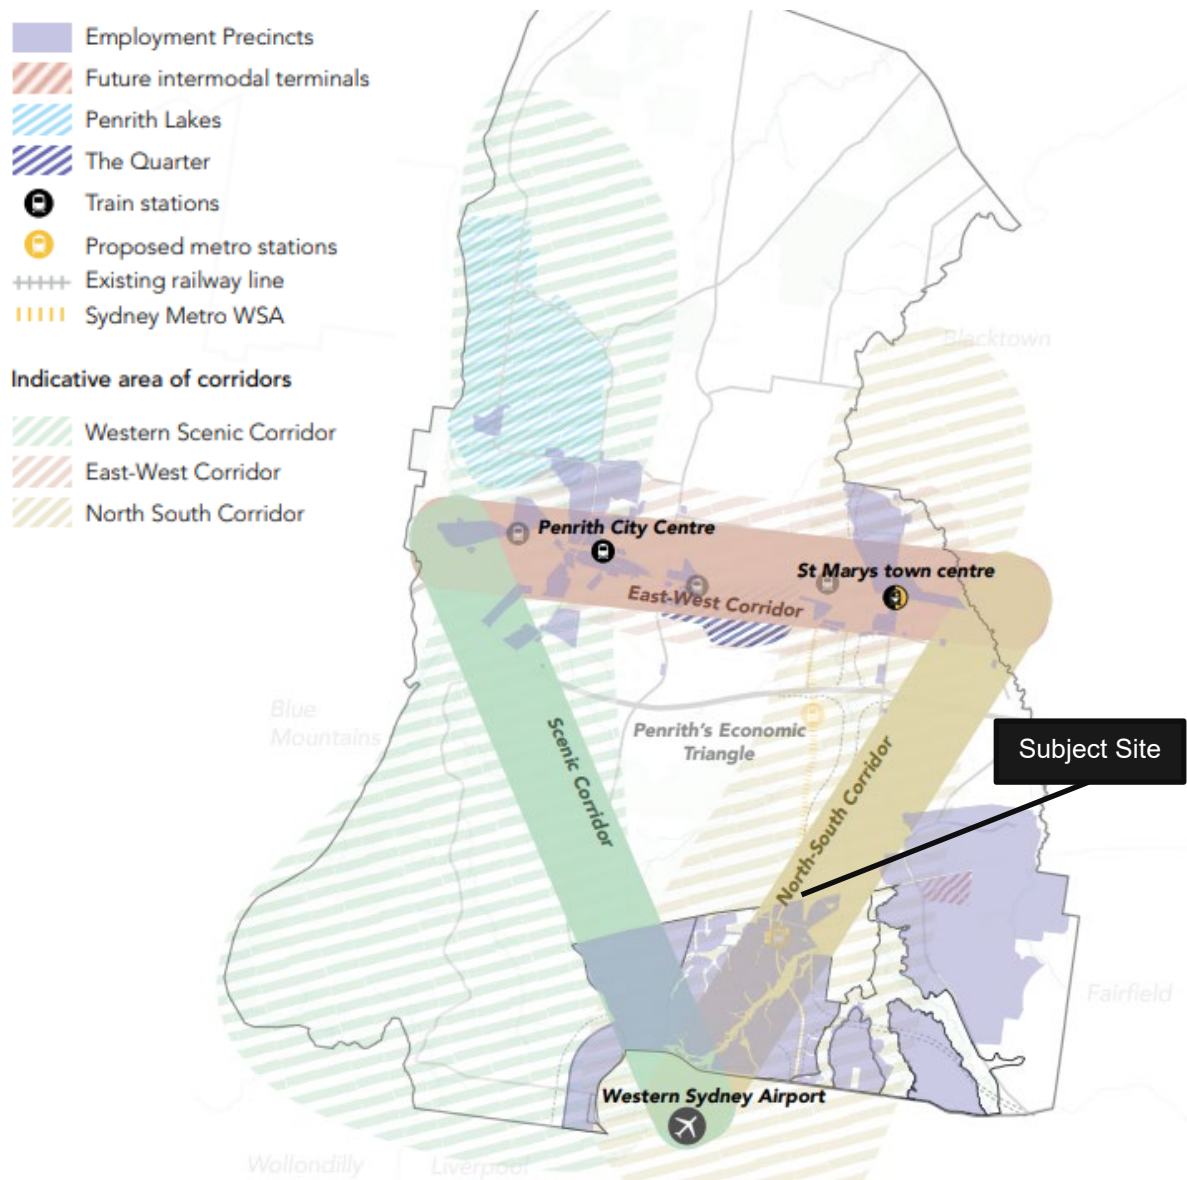 Employment Precincts
Future intermodal terminals
Penrith Lakes
The Quarter
Train stations
Proposed metro stations
Existing railway line
Sydney Metro WSA
Indicative area of corridors
Western Scenic Corridor
East-West Corridor
North South Corridor
Blacktown
Penrith City Centre
St Marys town centre
East-West Corridor
Blue
Mountains
Penrith's Economic
Triangle
Scenic Corridor
North-South Corridor
Subject Site
Fairfield
Western Sydney Airport
Wollondilly
Liverpool